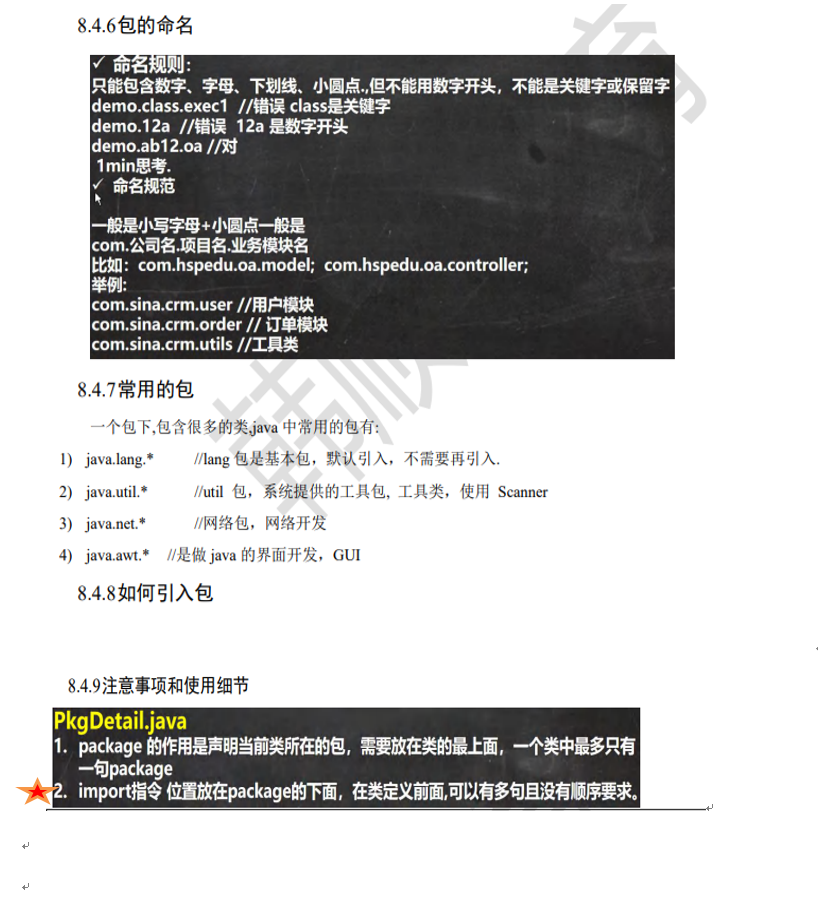 8.4.6包的命名
✓ 命名规则：
只能包含数字、字母、下划线、小圆点.,但不能用数字开头，不能是关键字或保留字
demo.class.exec1 //错误 class是关键字
demo.12a //错误 12a 是数字开头
demo.ab12.oa //对
1min思考.
✓ 命名规范
一般是小写字母+小圆点一般是
com.公司名.项目名.业务模块名
比如：com.hspedu.oa.model; com.hspedu.oa.controller;
举例:
com.sina.crm.user //用户模块
com.sina.crm.order // 订单模块
com.sina.crm.utils //工具类
8.4.7常用的包
一个包下,包含很多的类,java 中常用的包有:
1) java.lang.* //lang 包是基本包，默认引入，不需要再引入.
2) java.util.* //util 包，系统提供的工具包, 工具类，使用 Scanner
3) java.net.* //网络包，网络开发
4) java.awt.* //是做 java 的界面开发，GUI
8.4.8如何引入包
8.4.9注意事项和使用细节
PkgDetail.java
1. package 的作用是声明当前类所在的包，需要放在类的最上面，一个类中最多只有
一句package
2. import指令 位置放在package的下面，在类定义前面,可以有多句且没有顺序要求。
韩顺
育